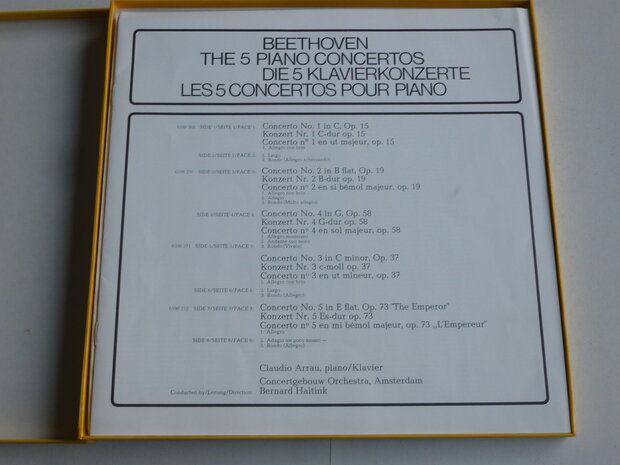 BEETHOVEN
THE 5 PIANO CONCERTOS
DIE 5 KLAVIERKONZERTE
LES 5 CONCERTOS POUR PIANO
SIDE 1/SEITE 1/FACE 1: Concerto No. 1 in C, Op. 15
Konzert Nr. 1 C-dur op. 15
Concerto nº 1 en ut majeur, op. 15
1. Allegro con brio
SIDE 2/SEITE 2/FACE 2: 2. Largo
3. Rondo (Allegro scherzando)
SIDE 3/SEITE 3/FACE 3: Concerto No. 2 in B flat, Op. 19
Konzert Nr. 2 B-dur op. 19
Concerto nº 2 en si bémol majeur, op. 19
1. Allegro con brio
2. Adagio
3. Rondo (Molto allegro)
SIDE 4/SEITE 4/FACE 4: Concerto No. 4 in G, Op. 58
Konzert Nr. 4 G-dur op. 58
Concerto nº 4 en sol majeur, op. 58
1. Allegro moderato
2. Andante con moto
SIDE 5/SEITE 5/FACE 5: 3. Rondo (Vivace)
Concerto No. 3 in C minor, Op. 37
Konzert Nr. 3 c-moll op. 37
Concerto nº 3 en ut mineur, op. 37
1. Allegro con brio
SIDE 6/SEITE 6/FACE 6: 2. Largo
3. Rondo (Allegro)
SIDE 7/SEITE 7/FACE 7: Concerto No. 5 in E flat. Op. 73 "The Emperor"
Konzert Nr. 5 Es-dur op. 73
Concerto nº 5 en mi bémol majeur, op. 73 „L'Empereur"
1. Allegro
SIDE 8/SEITE 8/FACE 8: 2. Adagio un poco mosso —
3. Rondo (Allegro)
Claudio Arrau, piano/Klavier
Concertgebouw Orchestra, Amsterdam
Conducted by/Leitung/Direction: Bernard Haitink